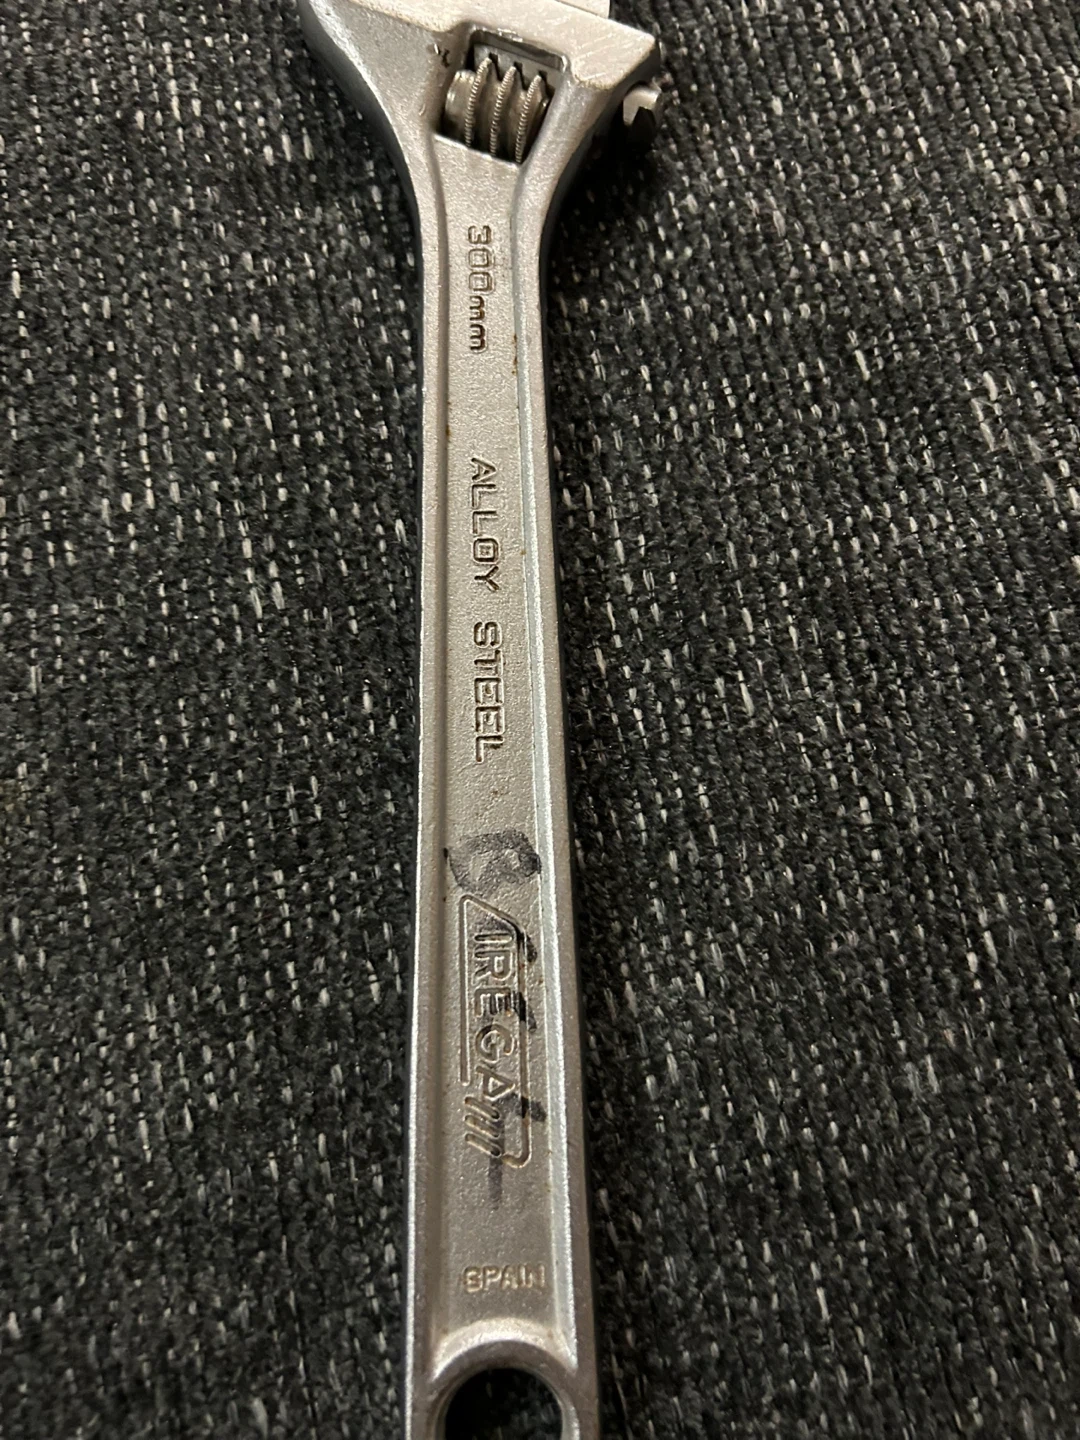 300mm
ALLOY STEEL
IREGA
SPAIN